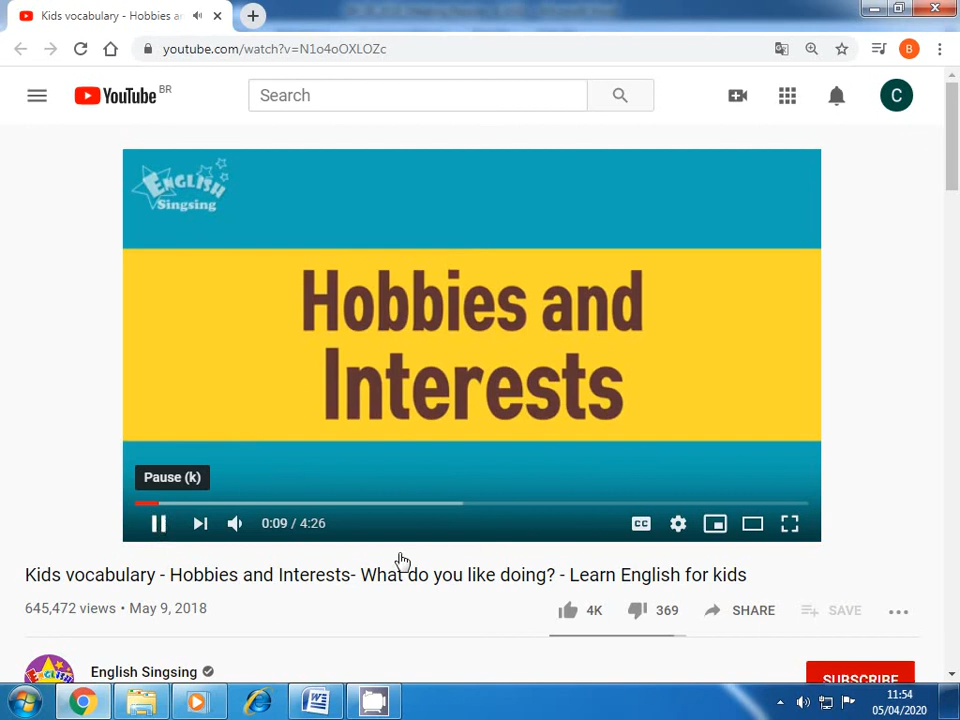 Kids vocabulary - Hobbies an
youtube.com/watch?v=N1o4oOXLOZc
B
YouTube BR
Search
C
ENGLISH
Singsing
Hobbies and
Interests
Pause (k)
0:09 / 4:26
CC
Kids vocabulary - Hobbies and Interests- What do you like doing? - Learn English for kids
645,472 views • May 9, 2018
4K
369
SHARE
SAVE
English Singsing
SUBSCRIBE
11:54
05/04/2020